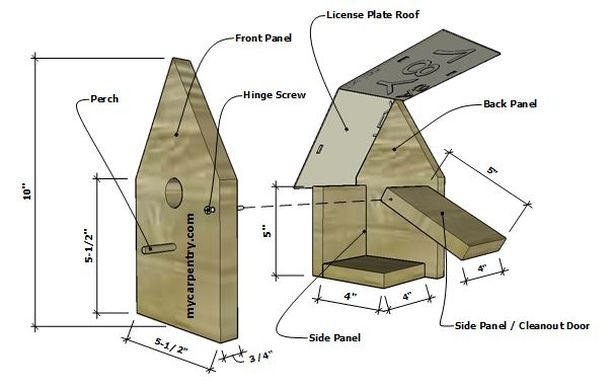 License Plate Roof
Front Panel
Perch
Hinge Screw
Back Panel
10"
5-1/2"
5"
5"
mycarpentry.com
4"
4"
4"
5-1/2"
3/4"
Side Panel
Side Panel / Cleanout Door